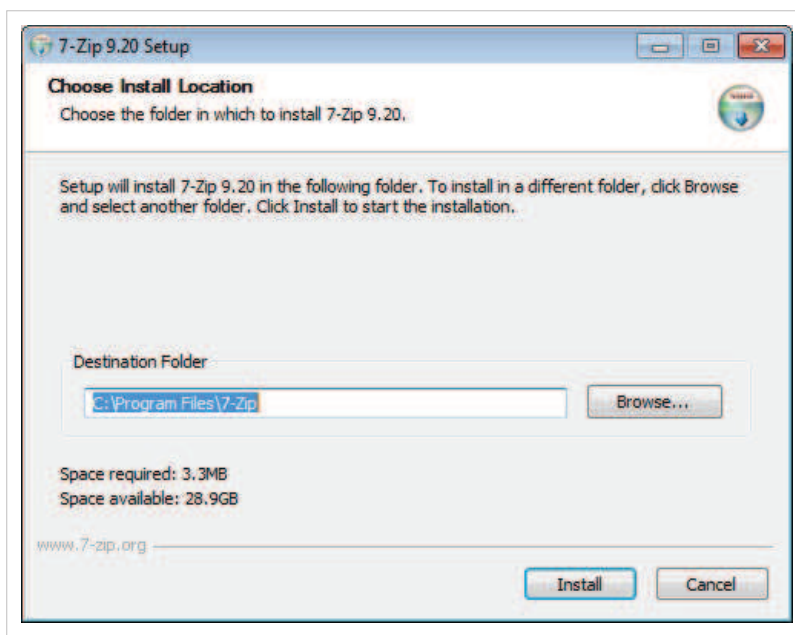 7-Zip 9.20 Setup
Choose Install Location
Choose the folder in which to install 7-Zip 9.20.
Setup will install 7-Zip 9.20 in the following folder. To install in a different folder, click Browse
and select another folder. Click Install to start the installation.
Destination Folder
C:\Program Files\7-Zip
Browse...
Space required: 3.3MB
Space available: 28.9GB
www.7-zip.org
Install
Cancel